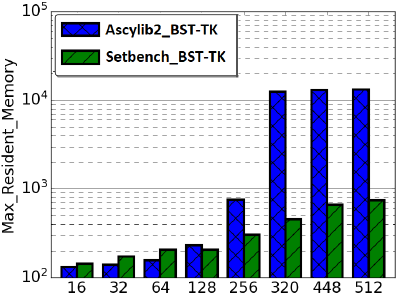 10⁵
Ascylib2_BST-TK
Setbench_BST-TK
10⁴
10³
10²
Max_Resident_Memory
16 32 64 128 256 320 448 512